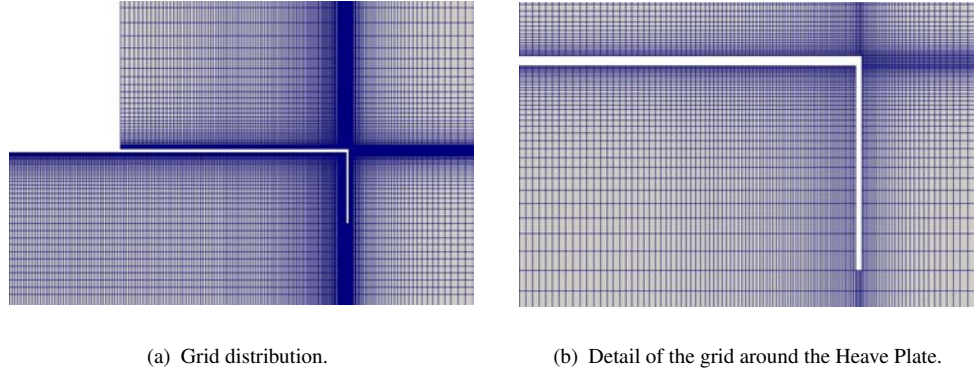 (a) Grid distribution.
(b) Detail of the grid around the Heave Plate.